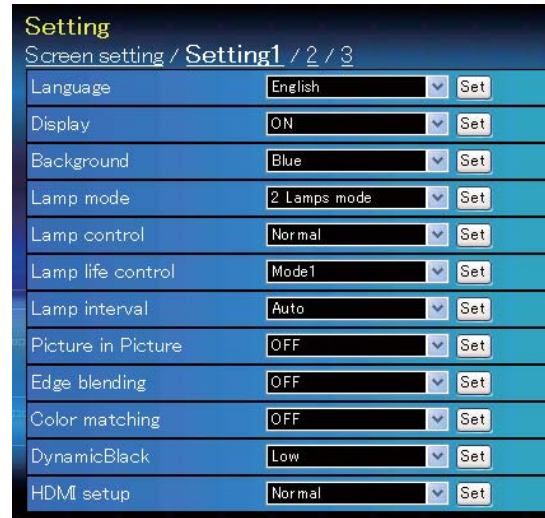 Setting
Screen setting / Setting1 / 2 / 3
Language English Set
Display ON Set
Background Blue Set
Lamp mode 2 Lamps mode Set
Lamp control Normal Set
Lamp life control Mode1 Set
Lamp interval Auto Set
Picture in Picture OFF Set
Edge blending OFF Set
Color matching OFF Set
DynamicBlack Low Set
HDMI setup Normal Set